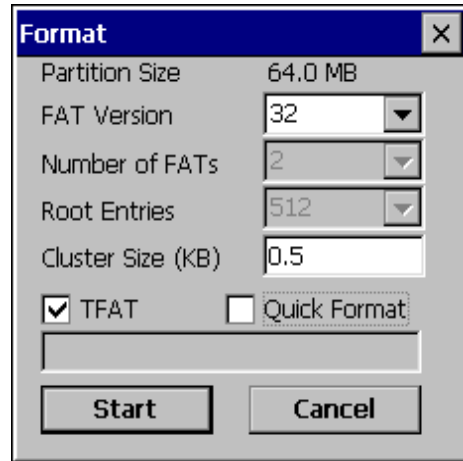 Format
Partition Size 64.0 MB
FAT Version 32
Number of FATs 2
Root Entries 512
Cluster Size (KB) 0.5
TFAT Quick Format
Start Cancel